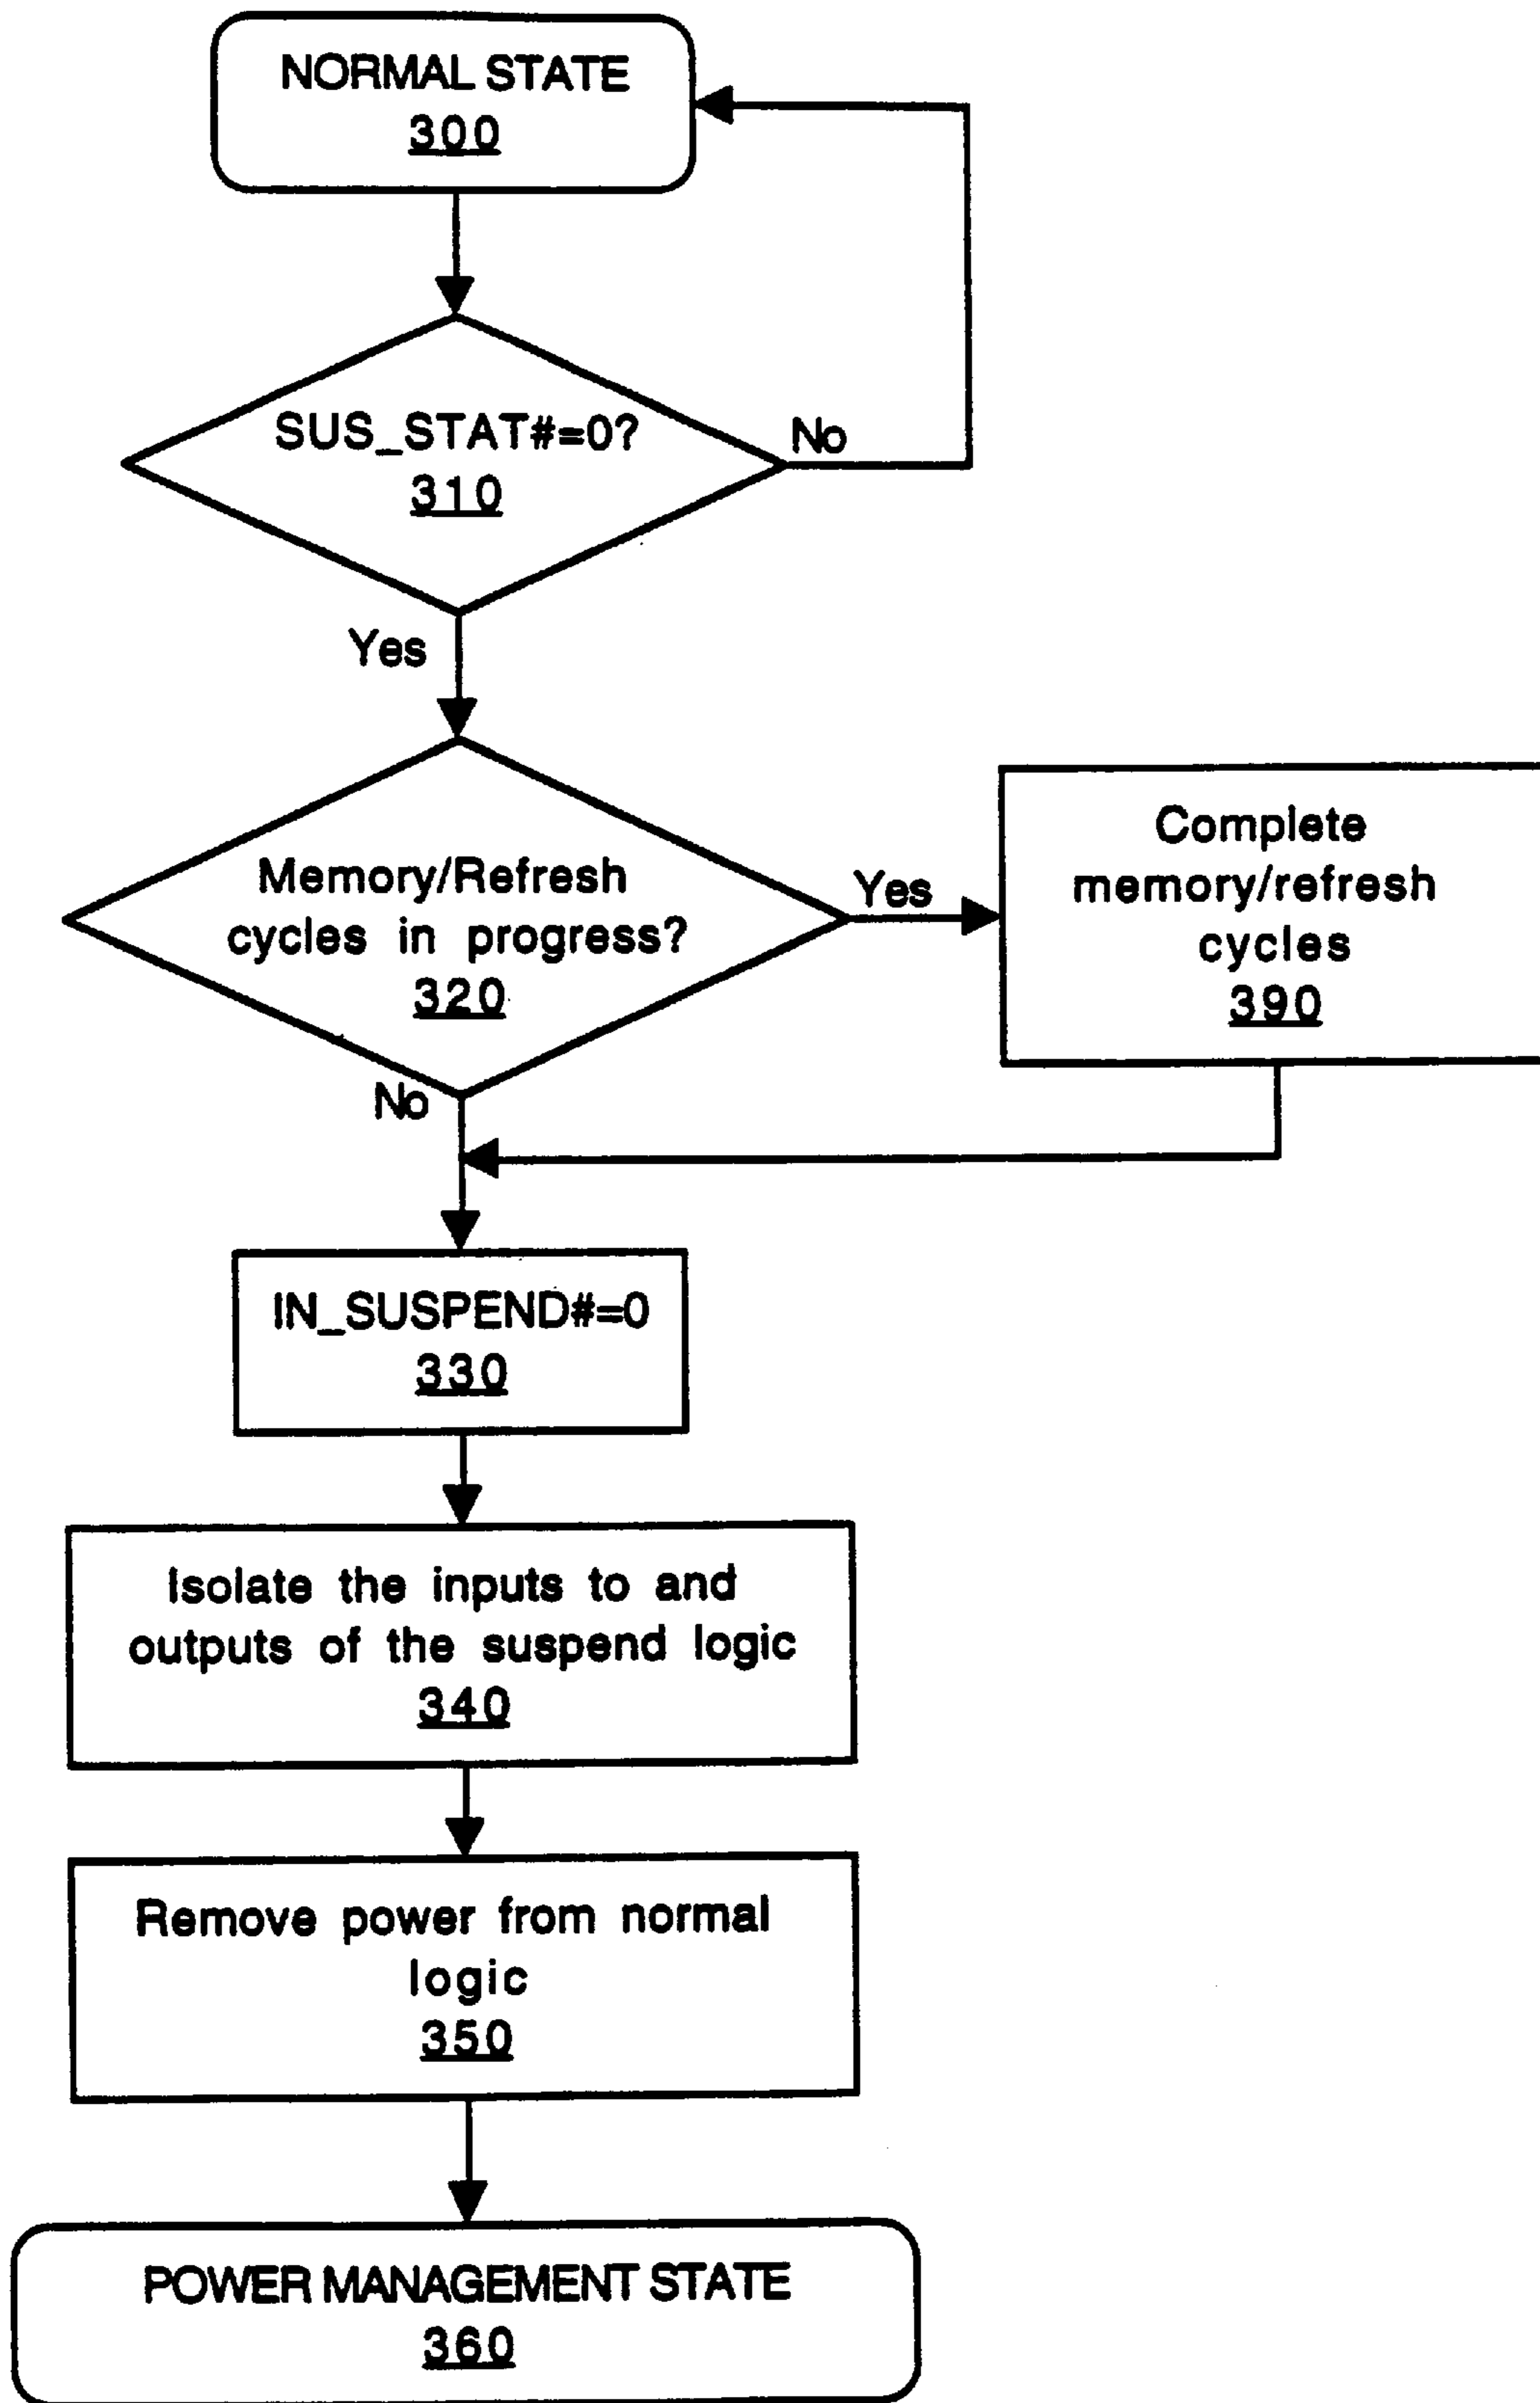 NORMAL STATE
300
SUS_STAT#=0?
310
No
Yes
Memory/Refresh
cycles in progress?
320
Yes
Complete
memory/refresh
cycles
390
No
IN_SUSPEND#=0
330
Isolate the inputs to and
outputs of the suspend logic
340
Remove power from normal
logic
350
POWER MANAGEMENT STATE
360